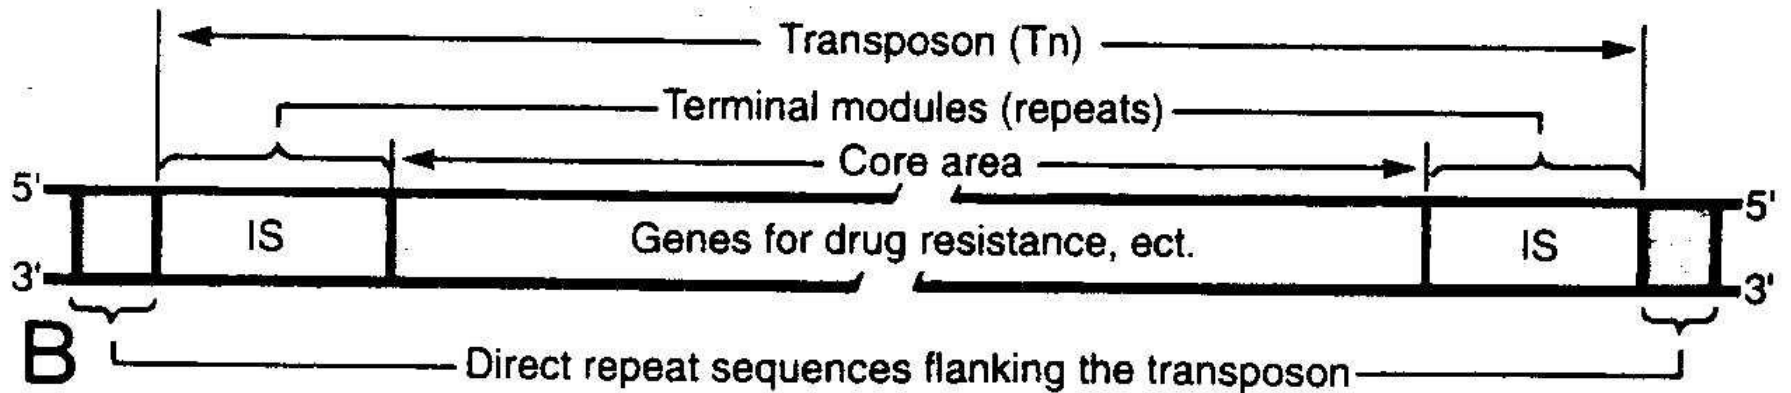 Transposon (Tn)
Terminal modules (repeats)
Core area
5' 5'
IS Genes for drug resistance, ect. IS
3' 3'
B Direct repeat sequences flanking the transposon